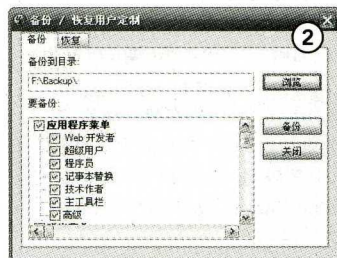 备份 / 恢复用户定制
②
备份 恢复
备份到目录:
F:\Backup\
浏览
要备份:
应用程序菜单
Web 开发者
超级用户
程序员
记事本替换
技术作者
主工具栏
高级
备份
关闭